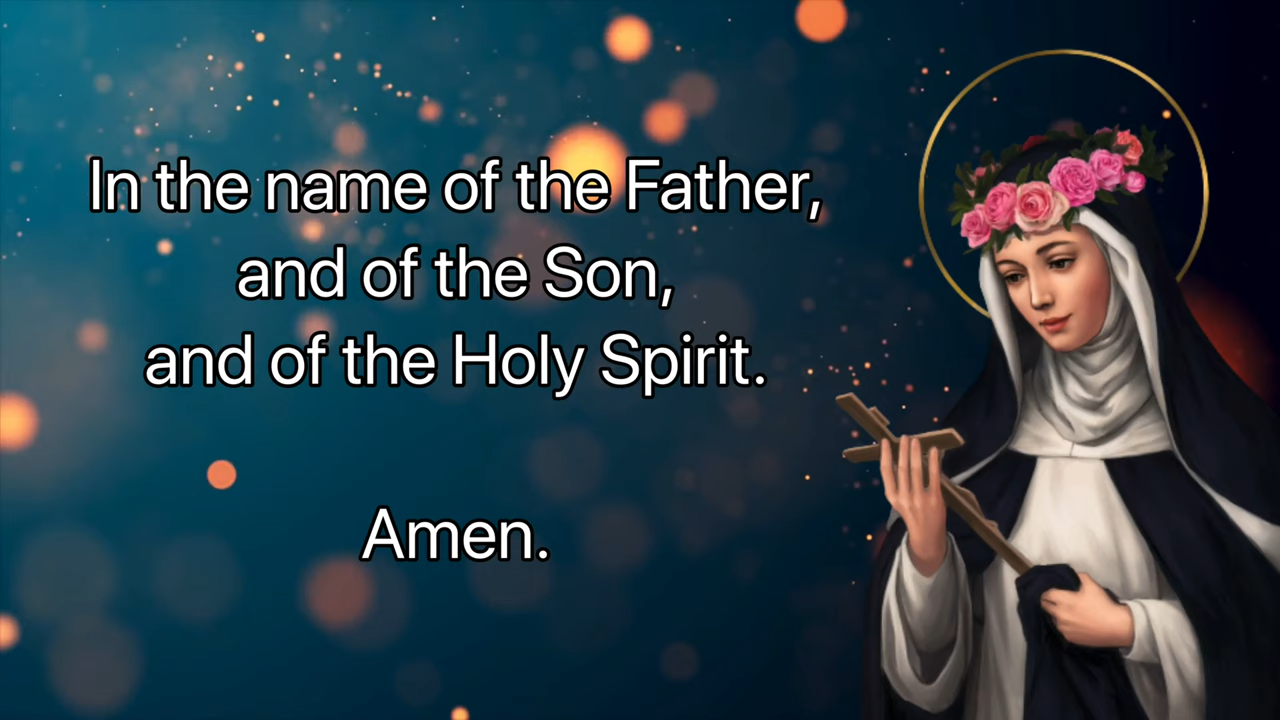 In the name of the Father,
and of the Son,
and of the Holy Spirit.
Amen.